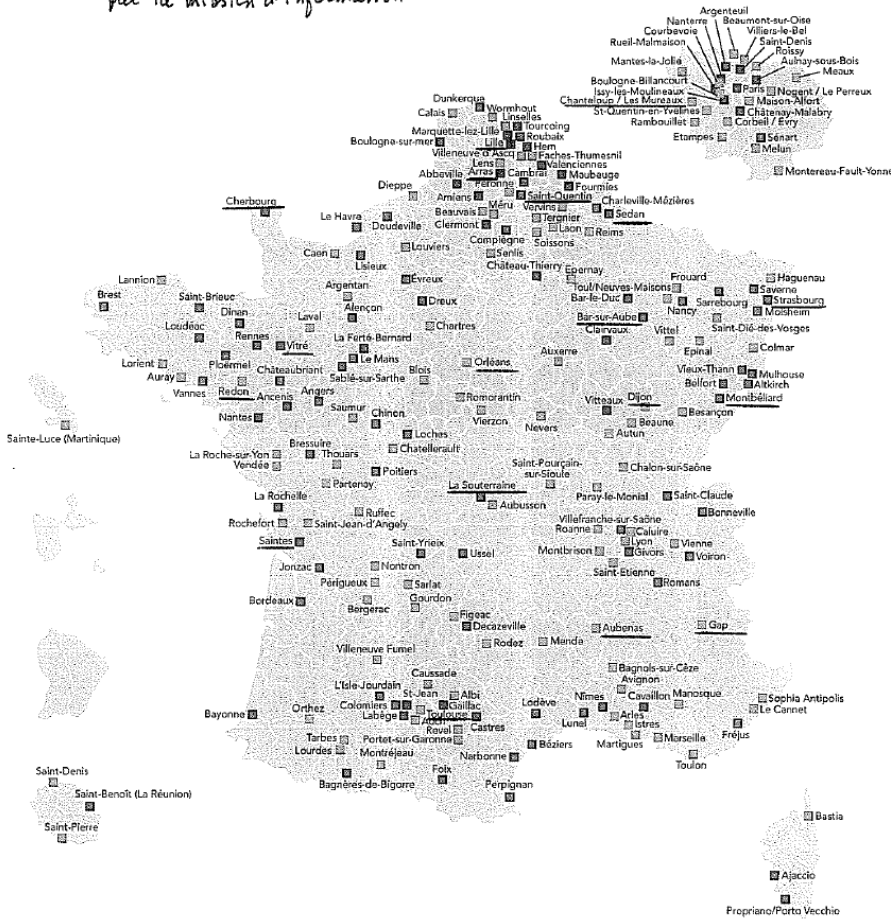 par la mission d'information
Argenteuil
Nanterre
Beaumont-sur-Oise
Courbevoie
Villiers-le-Bel
Rueil-Malmaison
Saint-Denis
Roissy
Mantes-la-Jolie
Aulnay-sous-Bois
Meaux
Boulogne-Billancourt
Issy-les-Moulineaux
Paris
Nogent / Le Perreux
Chanteloup / Les Mureaux
Maison-Alfort
St-Quentin-en-Yvelines
Châtenay-Malabry
Rambouillet
Corbeil / Evry
Etampes
Sénart
Melun
Montereau-Fault-Yonne
Dunkerque
Wormhout
Calais
Linselles
Marquette-lez-Lille
Tourcoing
Roubaix
Boulogne-sur-mer
Lille
Hem
Villeneuve d'Ascq
Faches-Thumesnil
Lens
Valenciennes
Abbeville
Arras
Cambrai
Maubeuge
Dieppe
Péronne
Fourmies
Amiens
Saint-Quentin
Cherbourg
Méru
Vervins
Charleville-Mézières
Beauvais
Tergnier
Sedan
Le Havre
Doudeville
Clermont
Laon
Reims
Compiègne
Soissons
Caen
Louviers
Senlis
Lisieux
Château-Thierry
Epernay
Lannion
Évreux
Toul/Neuves-Maisons
Frouard
Haguenau
Argentan
Saverne
Brest
Saint-Brieuc
Dreux
Bar-le-Duc
Nancy
Sarrebourg
Strasbourg
Dinan
Laval
Alençon
Bar-sur-Aube
Molsheim
Loudéac
Chartres
Clairvaux
Vittel
Saint-Dié-des-Vosges
Rennes
Vitré
La Ferté-Bernard
Auxerre
Epinal
Colmar
Lorient
Ploërmel
Le Mans
Orléans
Auray
Châteaubriant
Sablé-sur-Sarthe
Blois
Vieux-Thann
Mulhouse
Belfort
Altkirch
Vannes
Redon
Ancenis
Angers
Romorantin
Vitteaux
Dijon
Montbéliard
Nantes
Saumur
Chinon
Vierzon
Nevers
Beaune
Besançon
Sainte-Luce (Martinique)
Loches
Autun
La Roche-sur-Yon
Bressuire
Thouars
Chatellerault
Vendée
Poitiers
Saint-Pourçain-sur-Sioule
Chalon-sur-Saône
Partenay
La Souterraine
Paray-le-Monial
Saint-Claude
La Rochelle
Aubusson
Bonneville
Ruffec
Villefranche-sur-Saône
Rochefort
Saint-Jean-d'Angely
Roanne
Caluire
Saintes
Saint-Yrieix
Ussel
Montbrison
Lyon
Vienne
Givors
Voiron
Jonzac
Nontron
Saint-Etienne
Périgueux
Sarlat
Romans
Bordeaux
Bergerac
Gourdon
Figeac
Decazeville
Aubenas
Gap
Rodez
Mende
Villeneuve Fumel
Caussade
Bagnols-sur-Cèze
L'Isle-Jourdain
St-Jean
Albi
Avignon
Sophia Antipolis
Colomiers
Gaillac
Lodève
Nîmes
Cavaillon
Manosque
Le Cannet
Bayonne
Orthez
Labège
Auch
Toulouse
Lunel
Arles
Castres
Istres
Fréjus
Tarbes
Portet-sur-Garonne
Revel
Béziers
Martigues
Marseille
Lourdes
Montréjeau
Narbonne
Toulon
Saint-Denis
Foix
Bagnères-de-Bigorre
Perpignan
Saint-Benoît (La Réunion)
Bastia
Saint-Pierre
Ajaccio
Propriano/Porto Vecchio